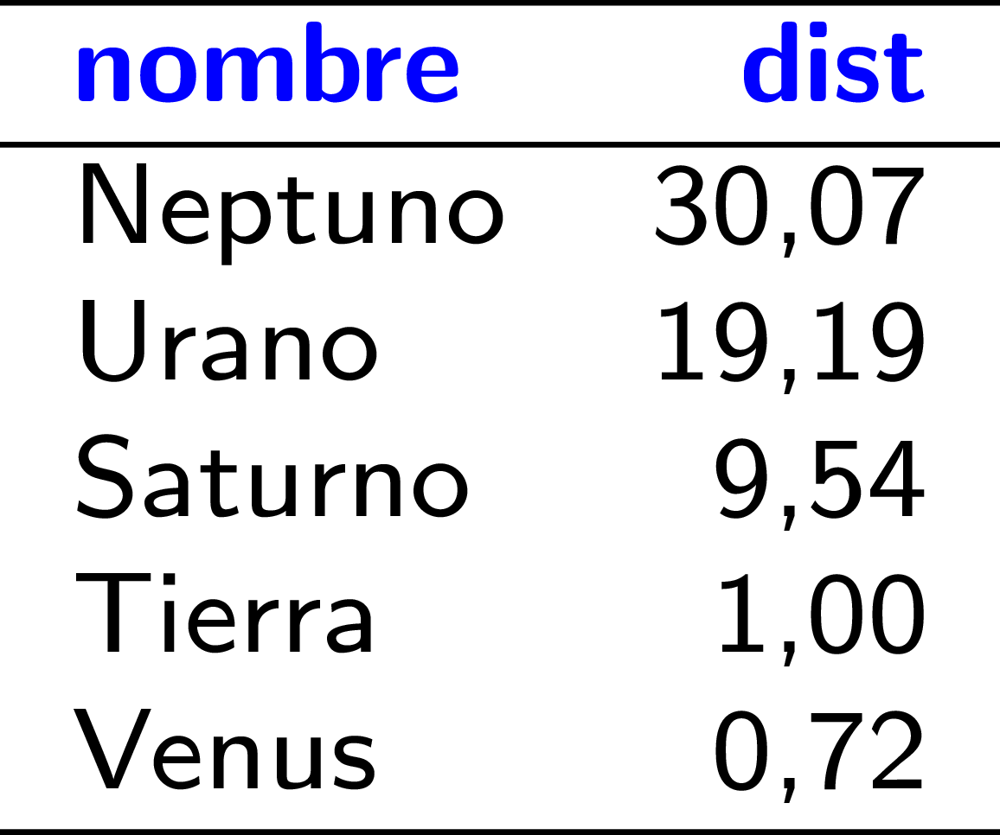 nombre dist
Neptuno 30,07
Urano 19,19
Saturno 9,54
Tierra 1,00
Venus 0,72